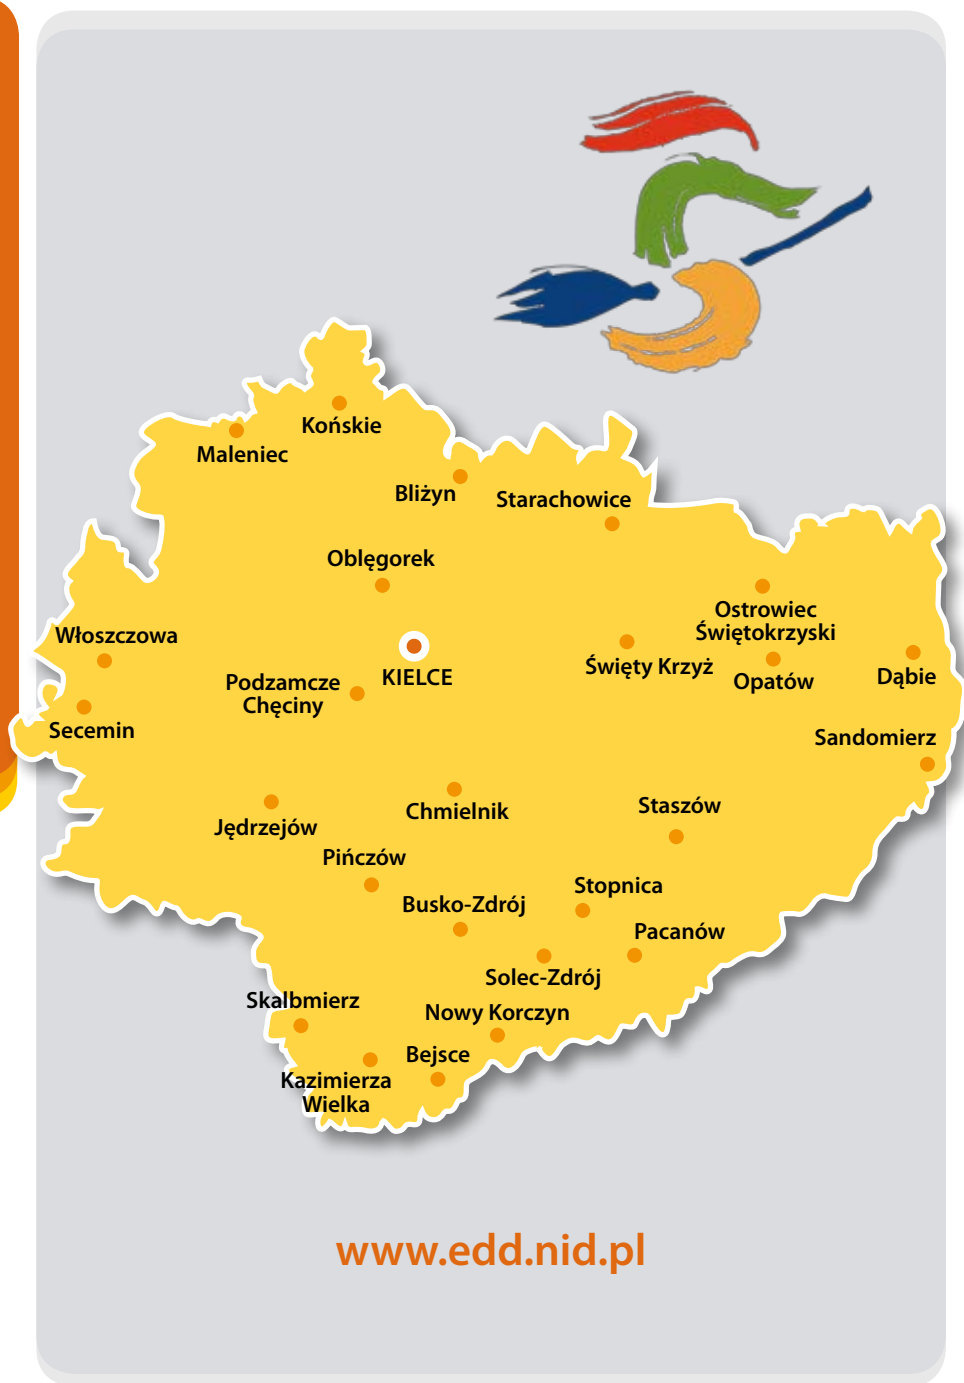 Końskie
Maleniec
Bliżyn
Starachowice
Oblęgorek
Ostrowiec
Świętokrzyski
Włoszczowa
Święty Krzyż
KIELCE
Podzamcze
Chęciny
Opatów
Dąbie
Secemin
Sandomierz
Staszów
Chmielnik
Jędrzejów
Pińczów
Stopnica
Busko-Zdrój
Pacanów
Solec-Zdrój
Skalbmierz
Nowy Korczyn
Bejsce
Kazimierza
Wielka
www.edd.nid.pl